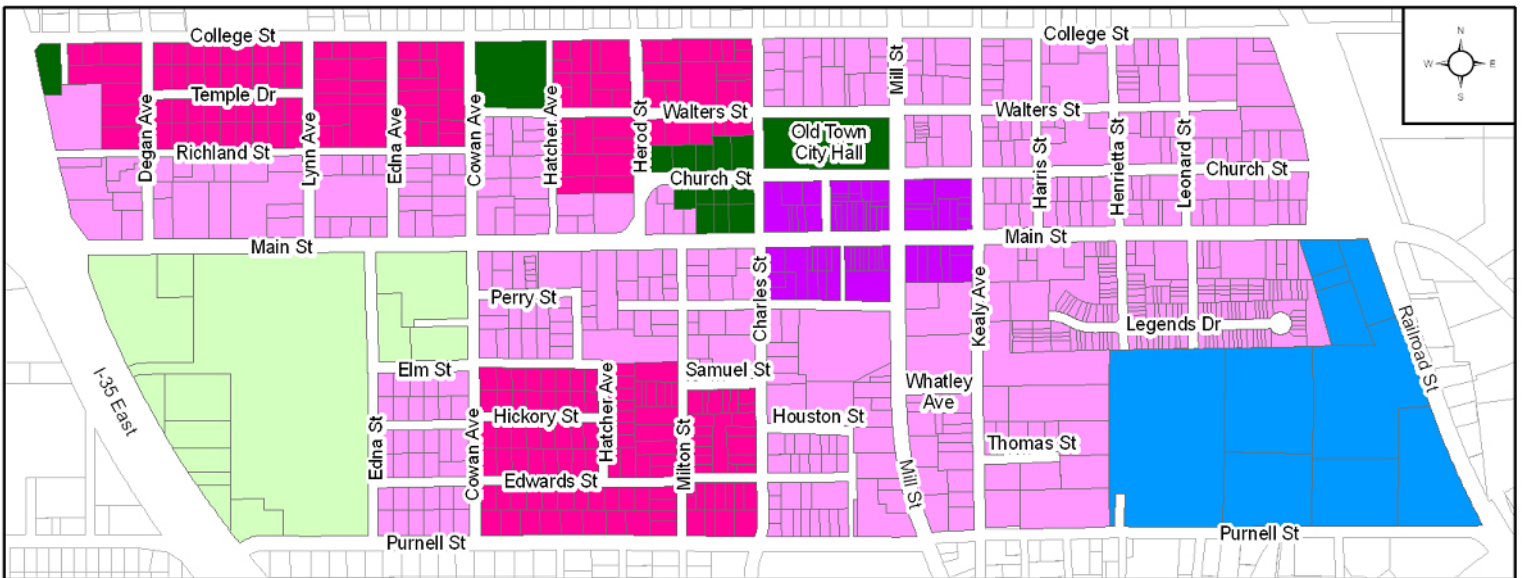 College St
College St
N
W
E
S
Mill St
Temple Dr
Walters St
Walters St
Degan Ave
Lynn Ave
Edna Ave
Cowan Ave
Hatcher Ave
Herod St
Old Town
City Hall
Harris St
Henrietta St
Leonard St
Richland St
Church St
Church St
Main St
Main St
Perry St
Charles St
Kealy Ave
Legends Dr
Railroad St
I-35 East
Elm St
Samuel St
Hatcher Ave
Whatley
Ave
Hickory St
Houston St
Edna St
Cowan Ave
Milton St
Thomas St
Edwards St
Mill St
Purnell St
Purnell St